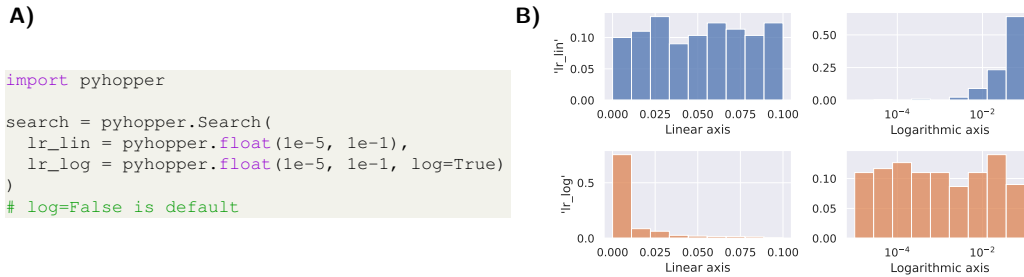 A)
import pyhopper
search = pyhopper.Search(
lr_lin = pyhopper.float(1e-5, 1e-1),
lr_log = pyhopper.float(1e-5, 1e-1, log=True)
)
# log=False is default
B)
'lr_lin'
0.10
0.05
0.00
0.000 0.025 0.050 0.075 0.100
Linear axis
0.50
0.25
0.00
10⁻⁴ 10⁻²
Logarithmic axis
'lr_log'
0.5
0.0
0.000 0.025 0.050 0.075 0.100
Linear axis
0.10
0.05
0.00
10⁻⁴ 10⁻²
Logarithmic axis